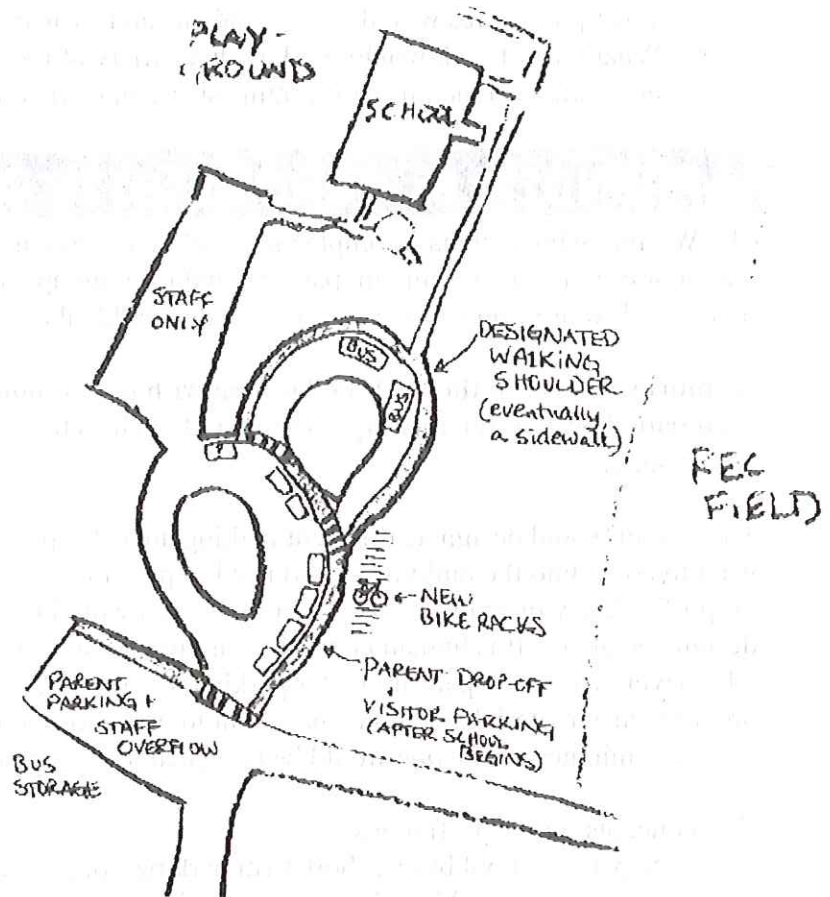 PLAY-
GROUNDS
SCHOOL
STAFF
ONLY
BUS
BUS
DESIGNATED
WALKING
SHOULDER
(eventually
a sidewalk)
REC
FIELD
NEW
BIKE RACKS
PARENT DROP-OFF
+
VISITOR PARKING
(AFTER SCHOOL
BEGINS)
PARENT
PARKING +
STAFF
OVERFLOW
BUS
STORAGE